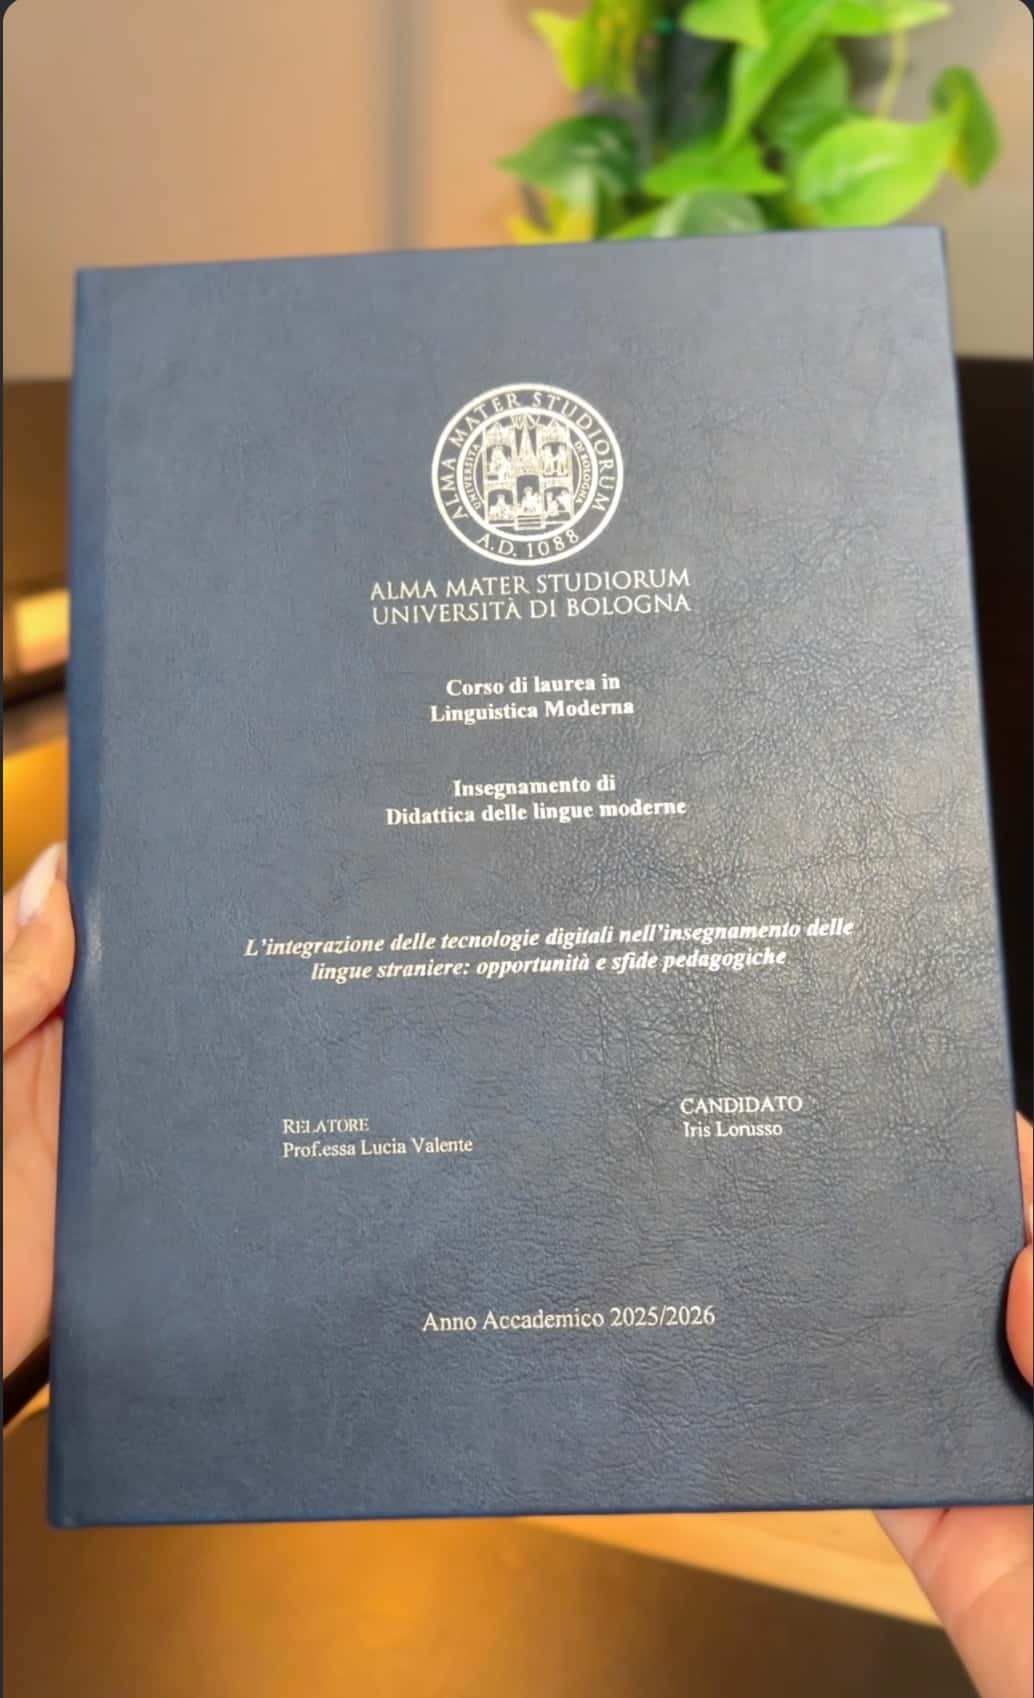 ALMA MATER STUDIORUM
UNIVERSITÀ DI BOLOGNA
A.D. 1088
ALMA MATER STUDIORUM
UNIVERSITÀ DI BOLOGNA
Corso di laurea in
Linguistica Moderna
Insegnamento di
Didattica delle lingue moderne
L'integrazione delle tecnologie digitali nell'insegnamento delle
lingue straniere: opportunità e sfide pedagogiche
RELATORE
Prof.essa Lucia Valente
CANDIDATO
Iris Lorusso
Anno Accademico 2025/2026